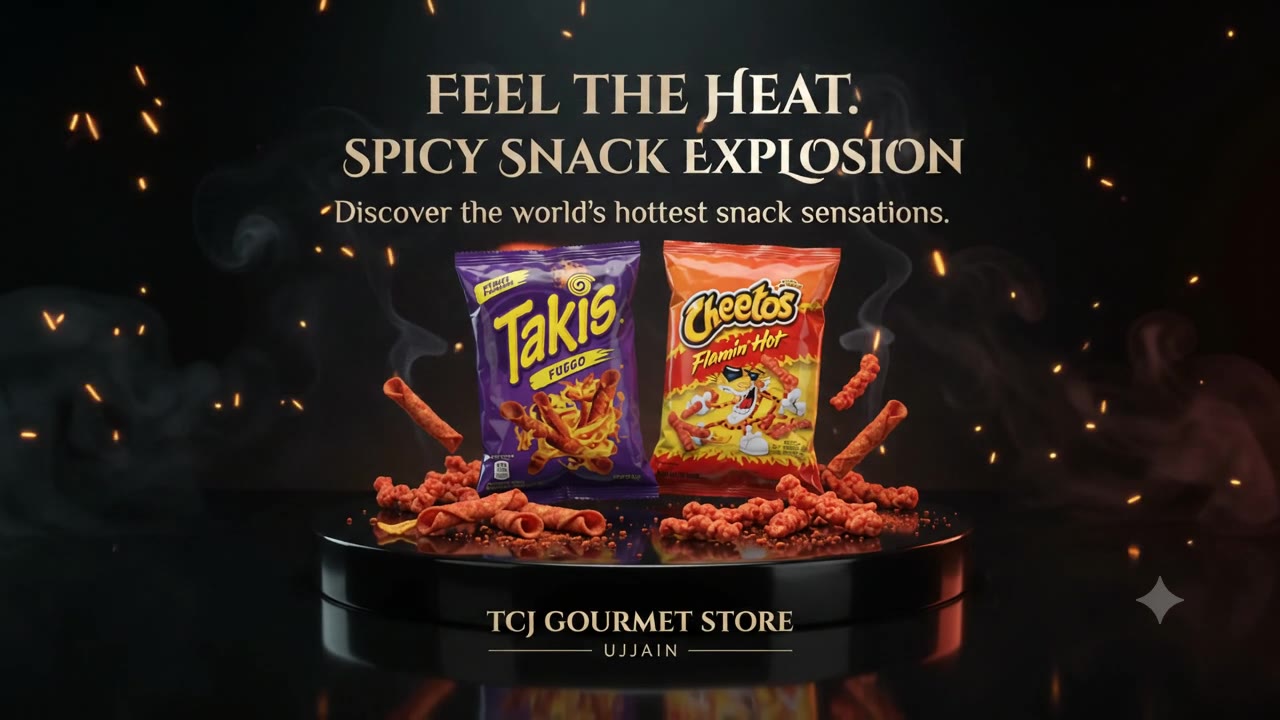 FEEL THE HEAT.
SPICY SNACK EXPLOSION
Discover the world's hottest snack sensations.
Takis
FUEGO
Cheetos
Flamin' Hot
TCJ GOURMET STORE
UJJAIN